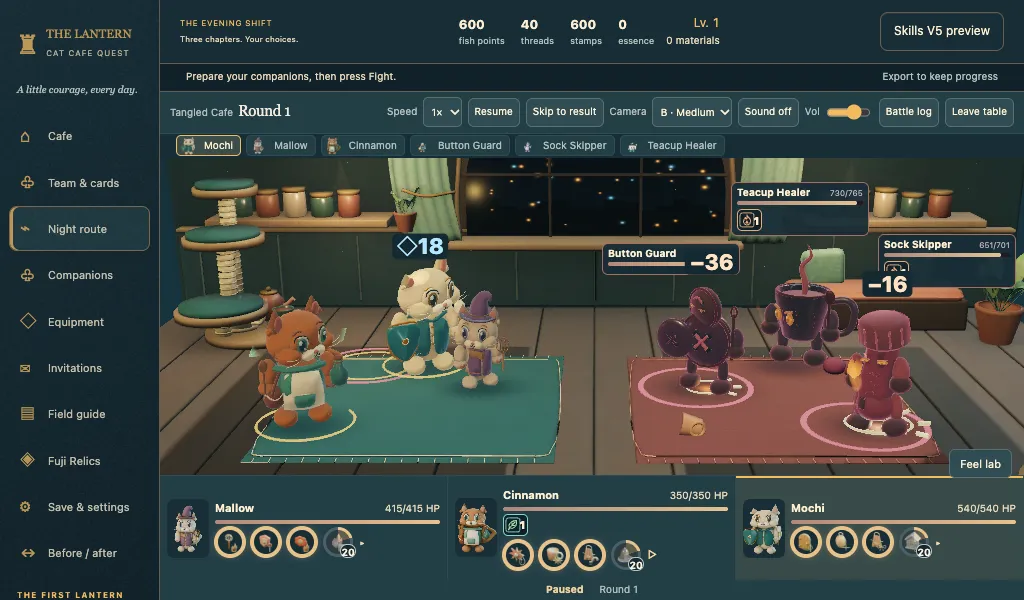 THE LANTERN
CAT CAFE QUEST
A little courage, every day.
Cafe
Team & cards
Night route
Companions
Equipment
Invitations
Field guide
Fuji Relics
Save & settings
Before / after
THE FIRST LANTERN
THE EVENING SHIFT
Three chapters. Your choices.
600 fish points
40 threads
600 stamps
0 essence
Lv. 1
0 materials
Skills V5 preview
Prepare your companions, then press Fight.
Export to keep progress
Tangled Cafe Round 1
Speed 1x Resume Skip to result Camera B · Medium Sound off Vol Battle log Leave table
Mochi Mallow Cinnamon Button Guard Sock Skipper Teacup Healer
Teacup Healer 730/765
1
18
Button Guard
−36
Sock Skipper 651/701
−16
Feel lab
Mallow 415/415 HP
20
Cinnamon 350/350 HP
1
20
Mochi 540/540 HP
20
Paused Round 1